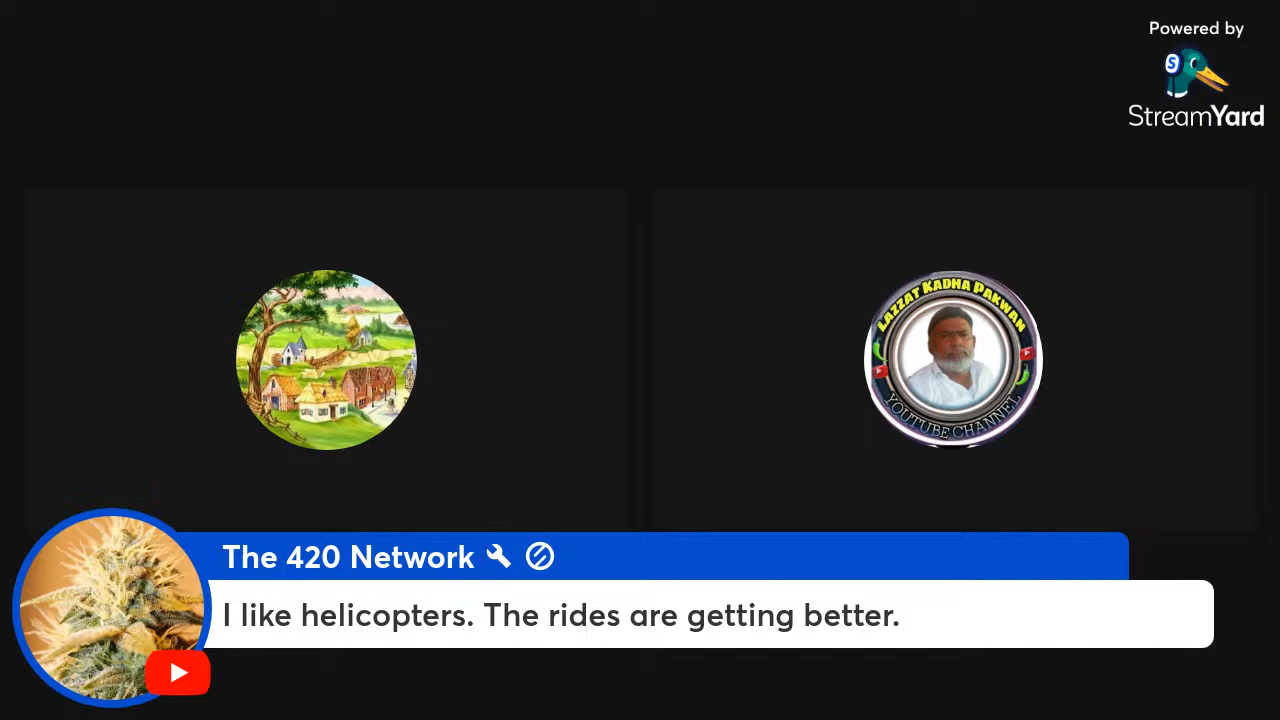 Powered by
S
StreamYard
LAZZAT KADHA PAKWAN
YOUTUBE CHANNEL
The 420 Network
I like helicopters. The rides are getting better.